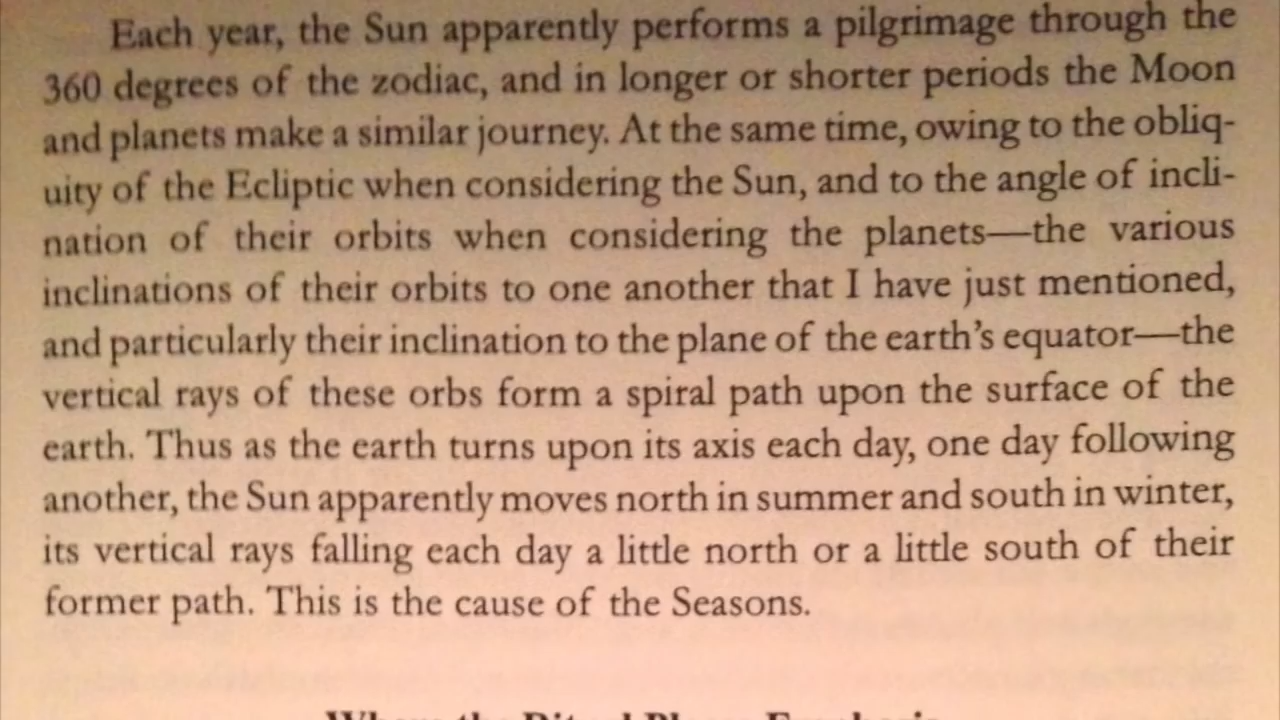 Each year, the Sun apparently performs a pilgrimage through the
360 degrees of the zodiac, and in longer or shorter periods the Moon
and planets make a similar journey. At the same time, owing to the obliq-
uity of the Ecliptic when considering the Sun, and to the angle of incli-
nation of their orbits when considering the planets—the various
inclinations of their orbits to one another that I have just mentioned,
and particularly their inclination to the plane of the earth's equator—the
vertical rays of these orbs form a spiral path upon the surface of the
earth. Thus as the earth turns upon its axis each day, one day following
another, the Sun apparently moves north in summer and south in winter,
its vertical rays falling each day a little north or a little south of their
former path. This is the cause of the Seasons.
Where the Ritual Places Emphasis